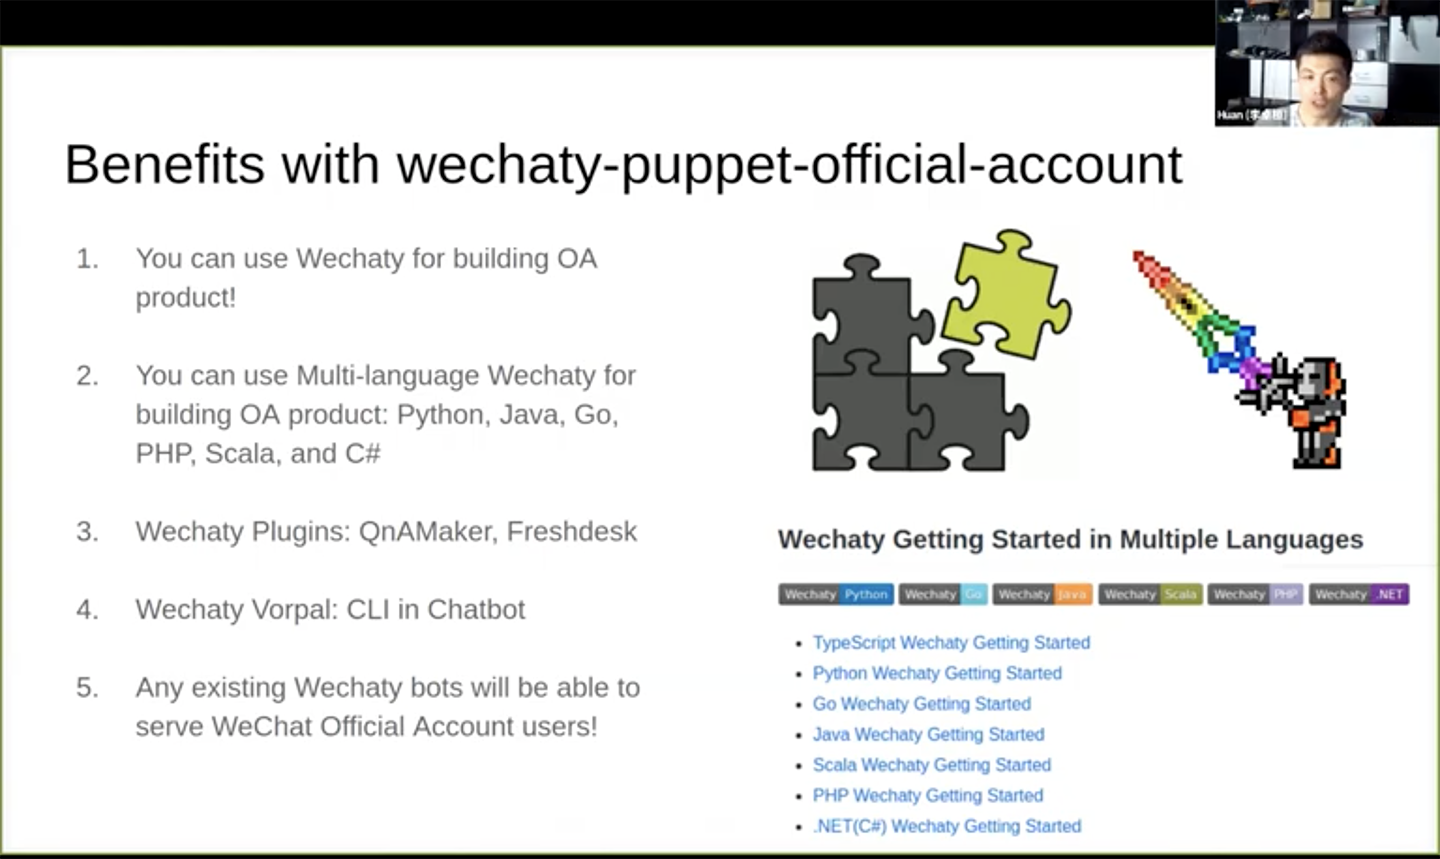 Huan (李卓桓)
Benefits with wechaty-puppet-official-account
1. You can use Wechaty for building OA
product!
2. You can use Multi-language Wechaty for
building OA product: Python, Java, Go,
PHP, Scala, and C#
3. Wechaty Plugins: QnAMaker, Freshdesk
4. Wechaty Vorpal: CLI in Chatbot
5. Any existing Wechaty bots will be able to
serve WeChat Official Account users!
Wechaty Getting Started in Multiple Languages
Wechaty Python Wechaty Go Wechaty Java Wechaty Scala Wechaty PHP Wechaty .NET
• TypeScript Wechaty Getting Started
• Python Wechaty Getting Started
• Go Wechaty Getting Started
• Java Wechaty Getting Started
• Scala Wechaty Getting Started
• PHP Wechaty Getting Started
• .NET(C#) Wechaty Getting Started